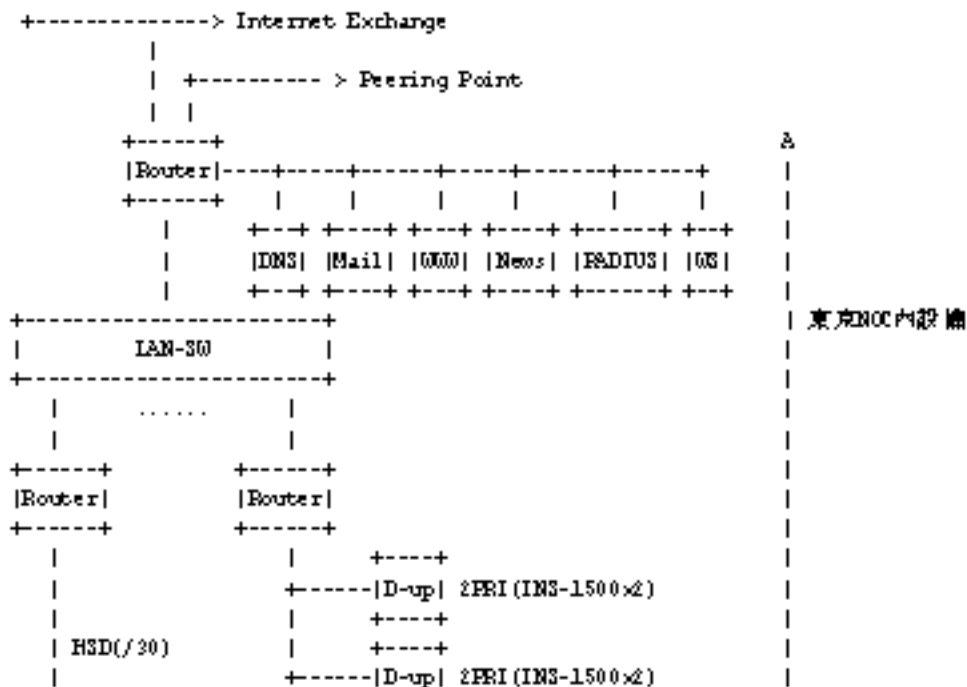 +--------------> Internet Exchange
| +---------- > Peering Point
+------+ A
|Router|----+-----+------+-----+-------+------+
+------+
+---+ +----+ +---+ +----+ +------+ +--+
|DNS| |Mail| |WWW| |News| |RADIUS| |WS|
+---+ +----+ +---+ +----+ +------+ +--+
+------------------------+ | 東京NOC内設備
| LAN-SW |
+------------------------+
| ...... |
+------+ +------+
|Router| |Router|
+------+ +------+
+----+
+------|D-up| 2PRI(INS-1500x2)
+----+
| HSD(/30) | +----+
+------|D-up| 2PRI(INS-1500x2)